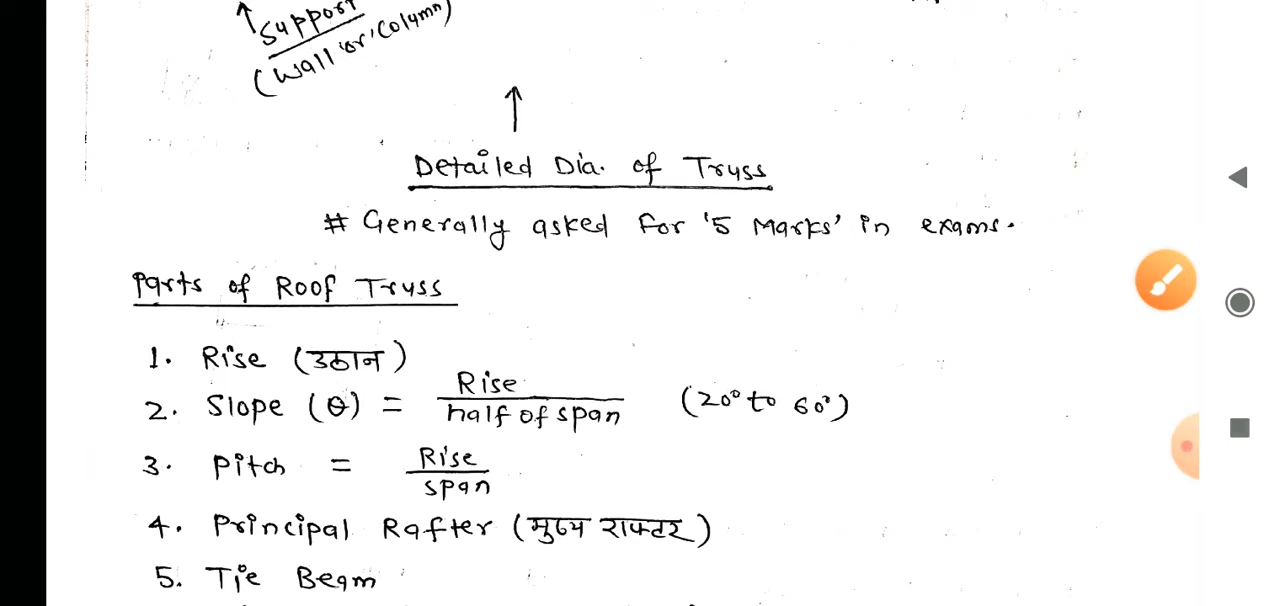 ↑ Support
(Wall 'or' Column)
↑
Detailed Dia. of Truss
# Generally asked for '5 Marks' in exams.
Parts of Roof Truss
1. Rise (उठान)
2. Slope (θ) = Rise / half of span (20° to 60°)
3. Pitch = Rise / span
4. Principal Rafter (मुख्य राफ्टर)
5. Tie Beam